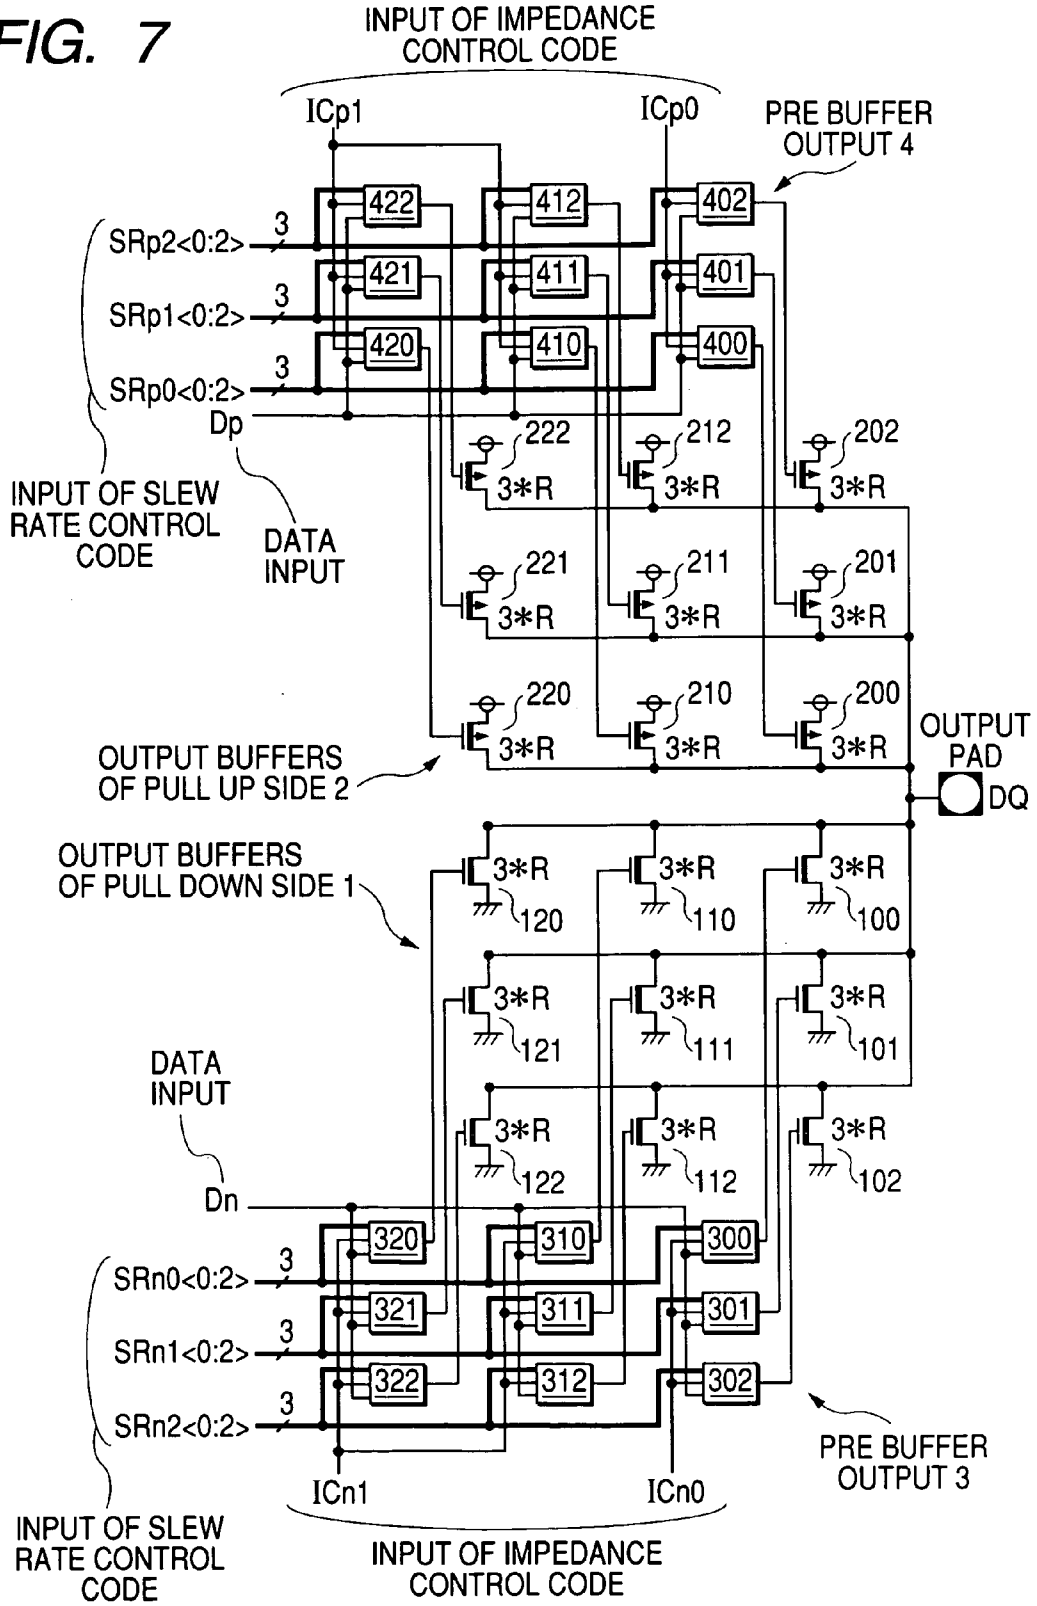 FIG. 7
INPUT OF IMPEDANCE
CONTROL CODE
ICp1
ICp0
PRE BUFFER
OUTPUT 4
422
412
402
SRp2<0:2>
3
421
411
401
SRp1<0:2>
3
420
410
400
SRp0<0:2>
3
Dp
INPUT OF SLEW
RATE CONTROL
CODE
DATA
INPUT
222
3*R
212
3*R
202
3*R
221
3*R
211
3*R
201
3*R
220
3*R
210
3*R
200
3*R
OUTPUT BUFFERS
OF PULL UP SIDE 2
OUTPUT
PAD
DQ
OUTPUT BUFFERS
OF PULL DOWN SIDE 1
3*R
120
3*R
110
3*R
100
3*R
121
3*R
111
3*R
101
3*R
122
3*R
112
3*R
102
DATA
INPUT
Dn
320
310
300
SRn0<0:2>
3
321
311
301
SRn1<0:2>
3
322
312
302
SRn2<0:2>
3
ICn1
ICn0
PRE BUFFER
OUTPUT 3
INPUT OF SLEW
RATE CONTROL
CODE
INPUT OF IMPEDANCE
CONTROL CODE